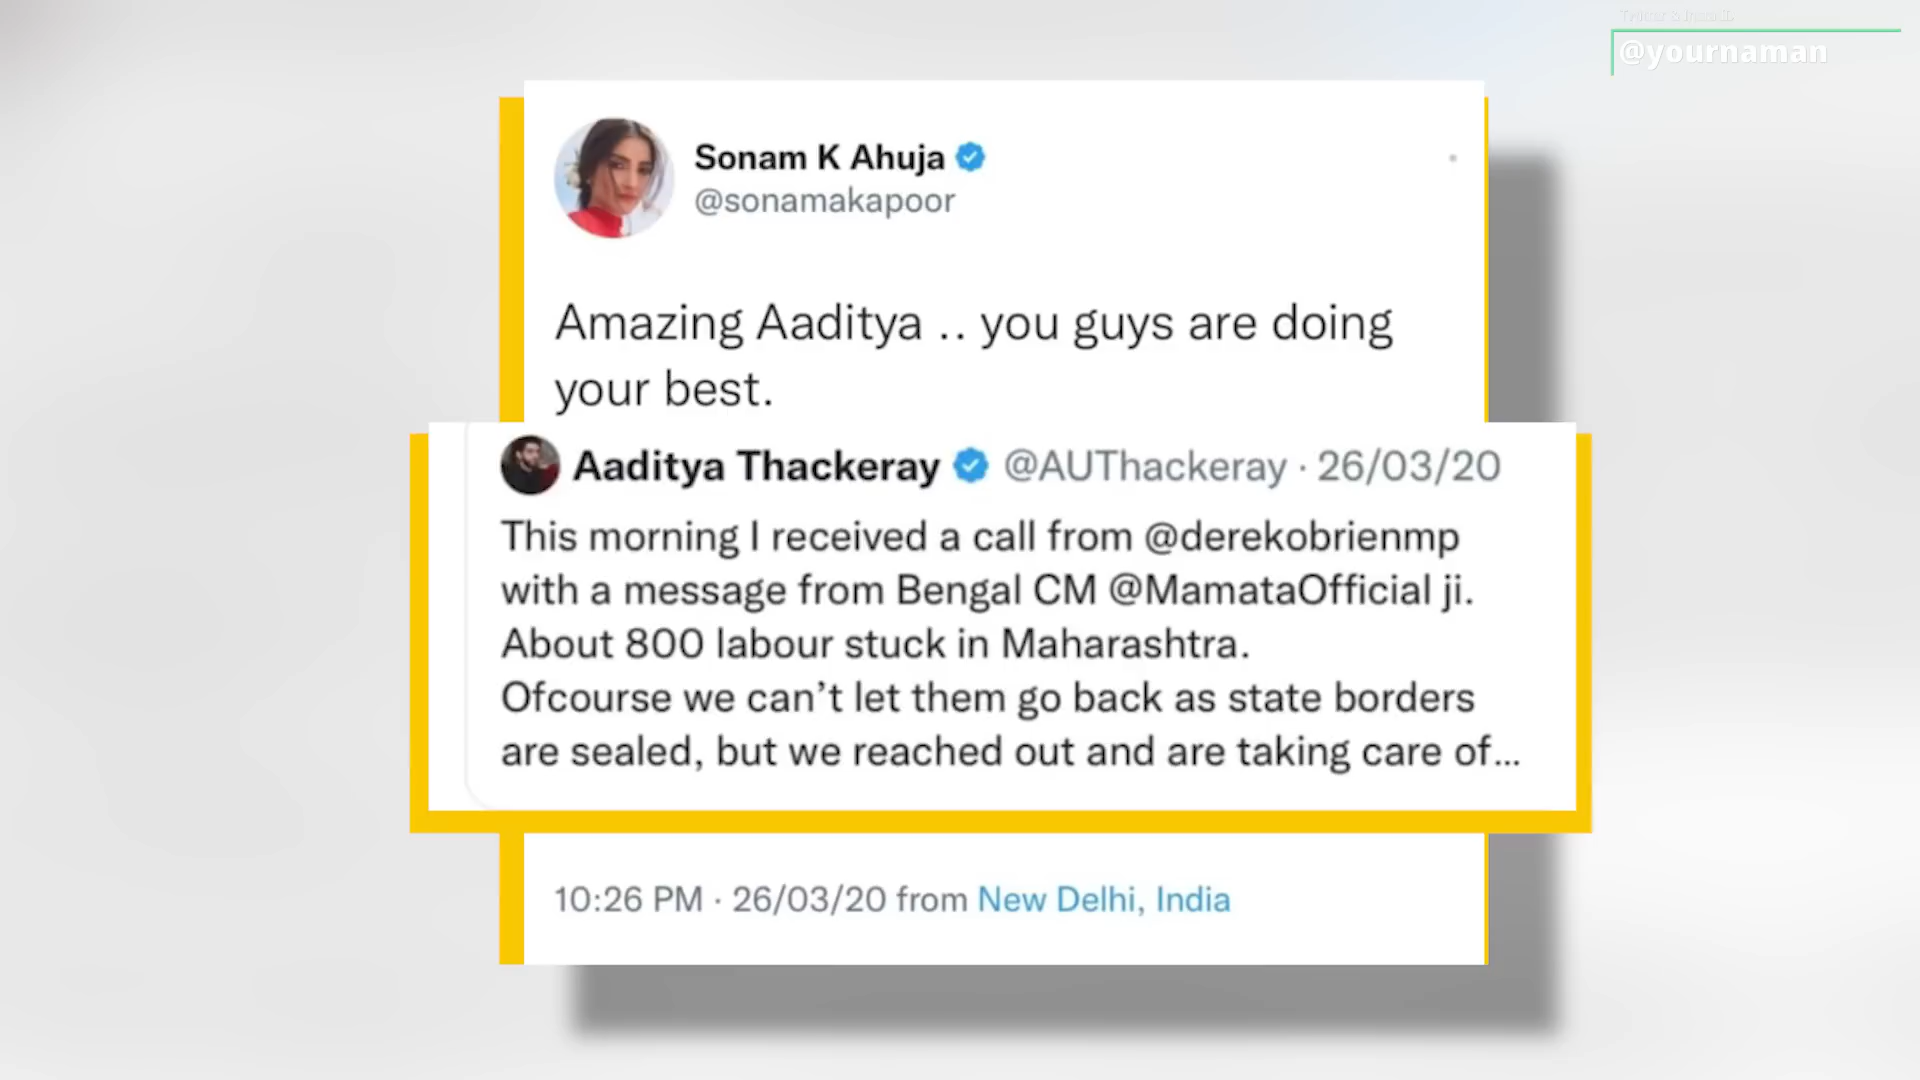 @yournaman
Sonam K Ahuja
@sonamakapoor
Amazing Aaditya .. you guys are doing
your best.
Aaditya Thackeray @AUThackeray · 26/03/20
This morning I received a call from @derekobrienmp
with a message from Bengal CM @MamataOfficial ji.
About 800 labour stuck in Maharashtra.
Ofcourse we can’t let them go back as state borders
are sealed, but we reached out and are taking care of...
10:26 PM · 26/03/20 from New Delhi, India